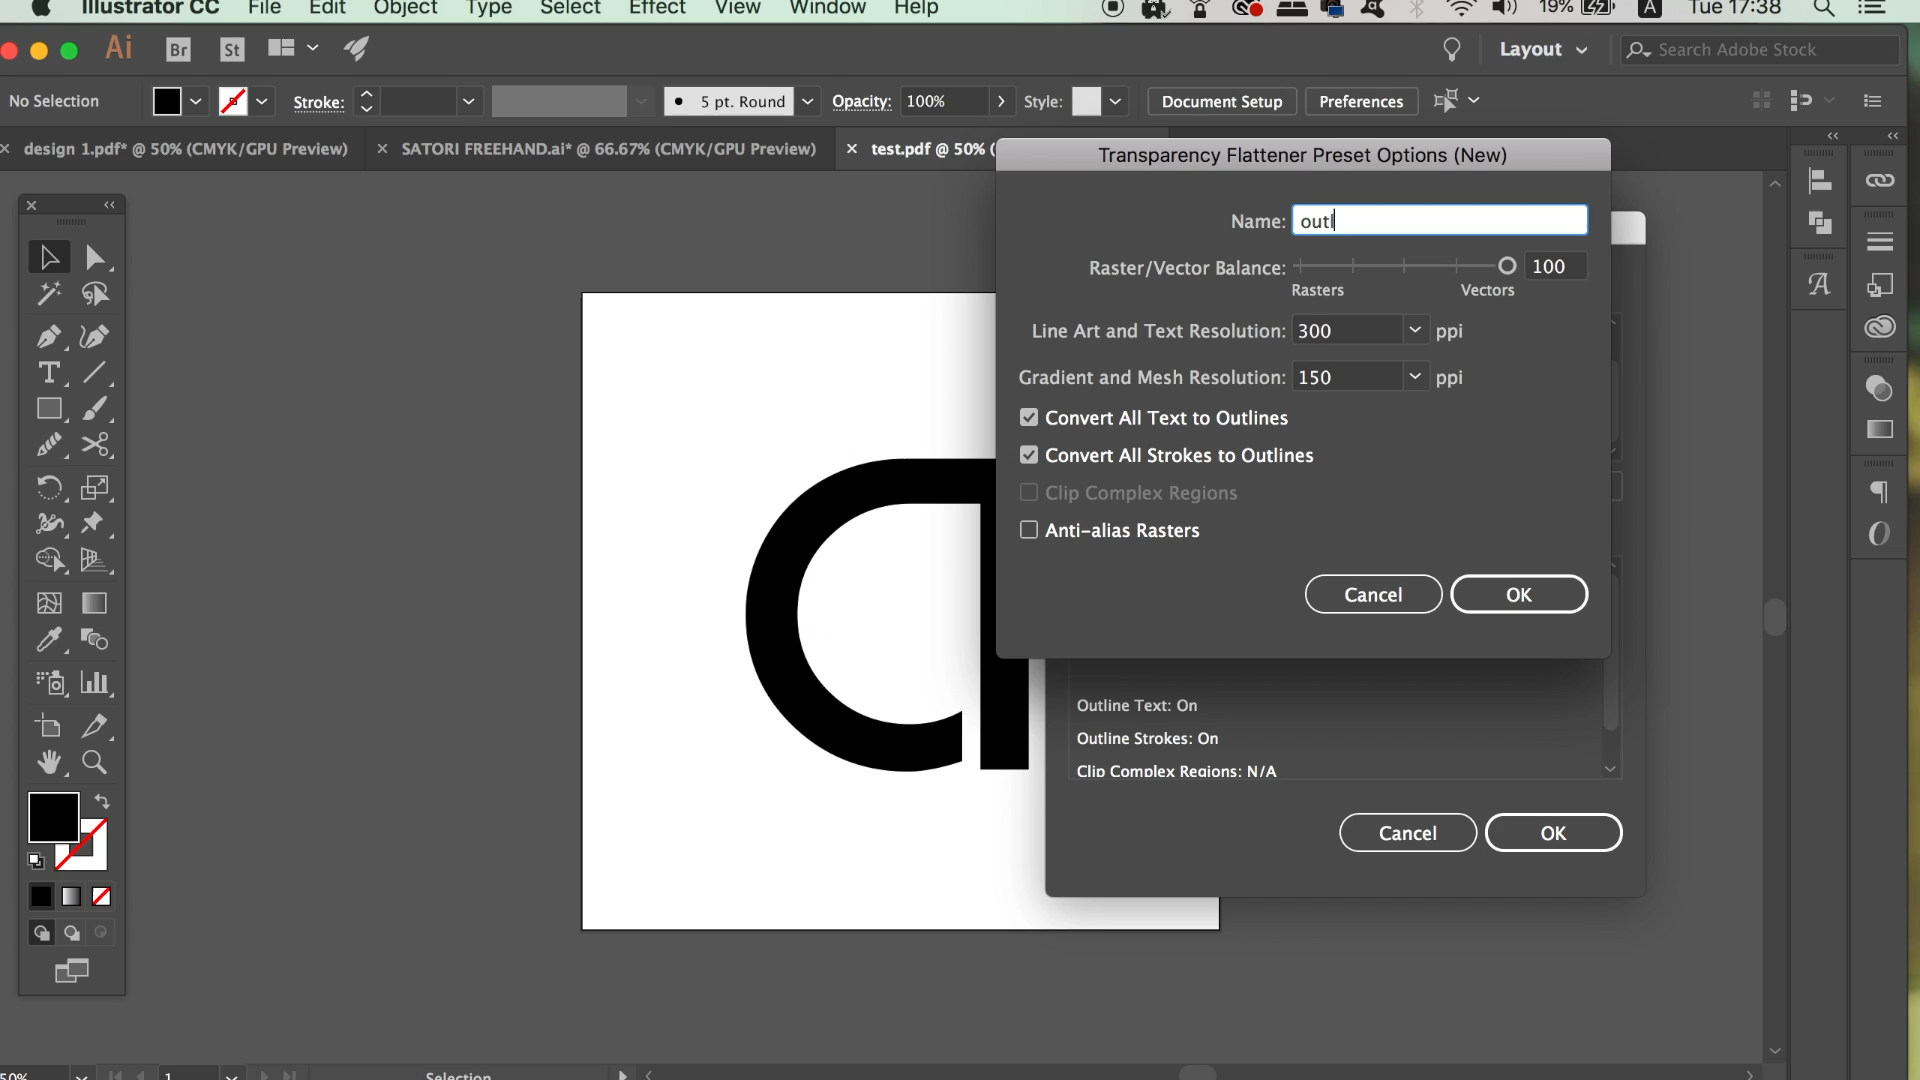 Illustrator CC File Edit Object Type Select Effect View Window Help 19% A Tue 17:38
Ai Br St Layout Search Adobe Stock
No Selection Stroke: 5 pt. Round Opacity: 100% Style: Document Setup Preferences
design 1.pdf* @ 50% (CMYK/GPU Preview) SATORI FREEHAND.ai* @ 66.67% (CMYK/GPU Preview) test.pdf @ 50% (
Transparency Flattener Preset Options (New)
Name: outl
Raster/Vector Balance: 100
Rasters Vectors
Line Art and Text Resolution: 300 ppi
Gradient and Mesh Resolution: 150 ppi
Convert All Text to Outlines
Convert All Strokes to Outlines
Clip Complex Regions
Anti-alias Rasters
Cancel OK
Outline Text: On
Outline Strokes: On
Clip Complex Regions: N/A
Cancel OK
50% 1 Selection